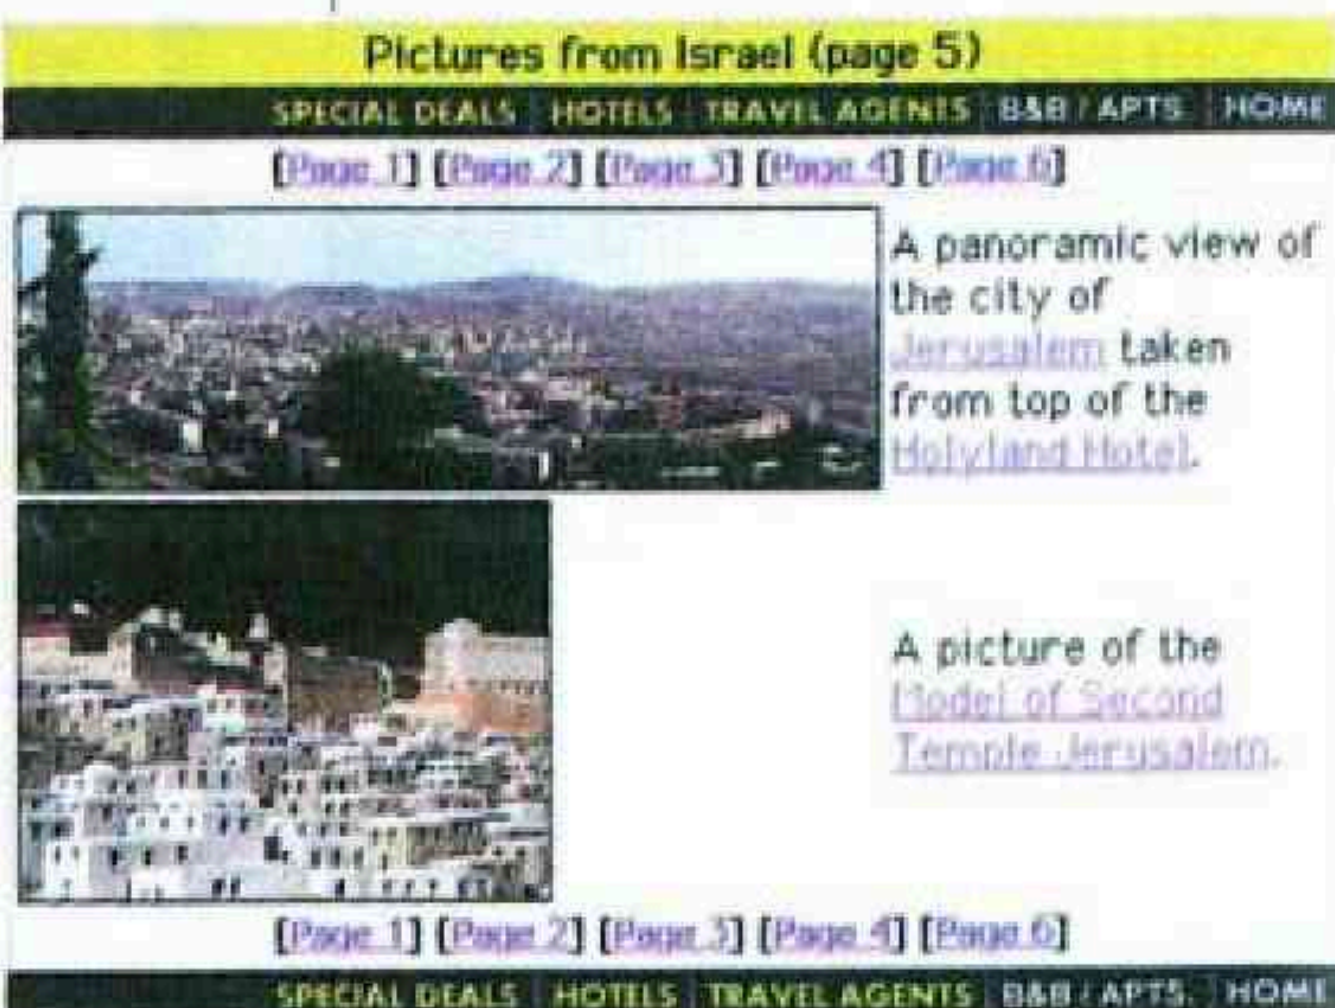 Pictures from Israel (page 5)
SPECIAL DEALS HOTELS TRAVEL AGENTS B&B / APTS. HOME
[Page 1] [Page 2] [Page 3] [Page 4] [Page 6]
A panoramic view of
the city of
Jerusalem taken
from top of the
Holyland Hotel.
A picture of the
Model of Second
Temple Jerusalem.
[Page 1] [Page 2] [Page 3] [Page 4] [Page 6]
SPECIAL DEALS HOTELS TRAVEL AGENTS B&B / APTS. HOME